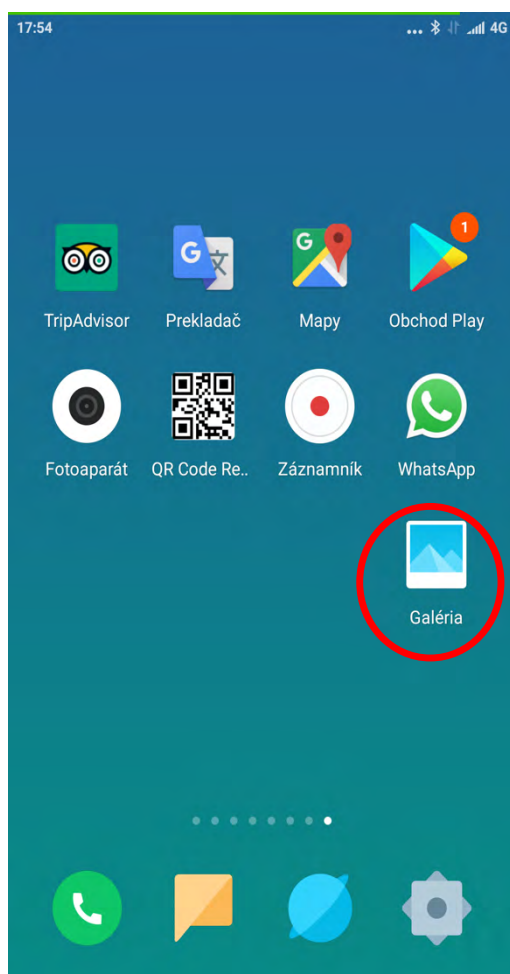 17:54 ... 4G
1
TripAdvisor Prekladač Mapy Obchod Play
Fotoaparát QR Code Re.. Záznamník WhatsApp
Galéria